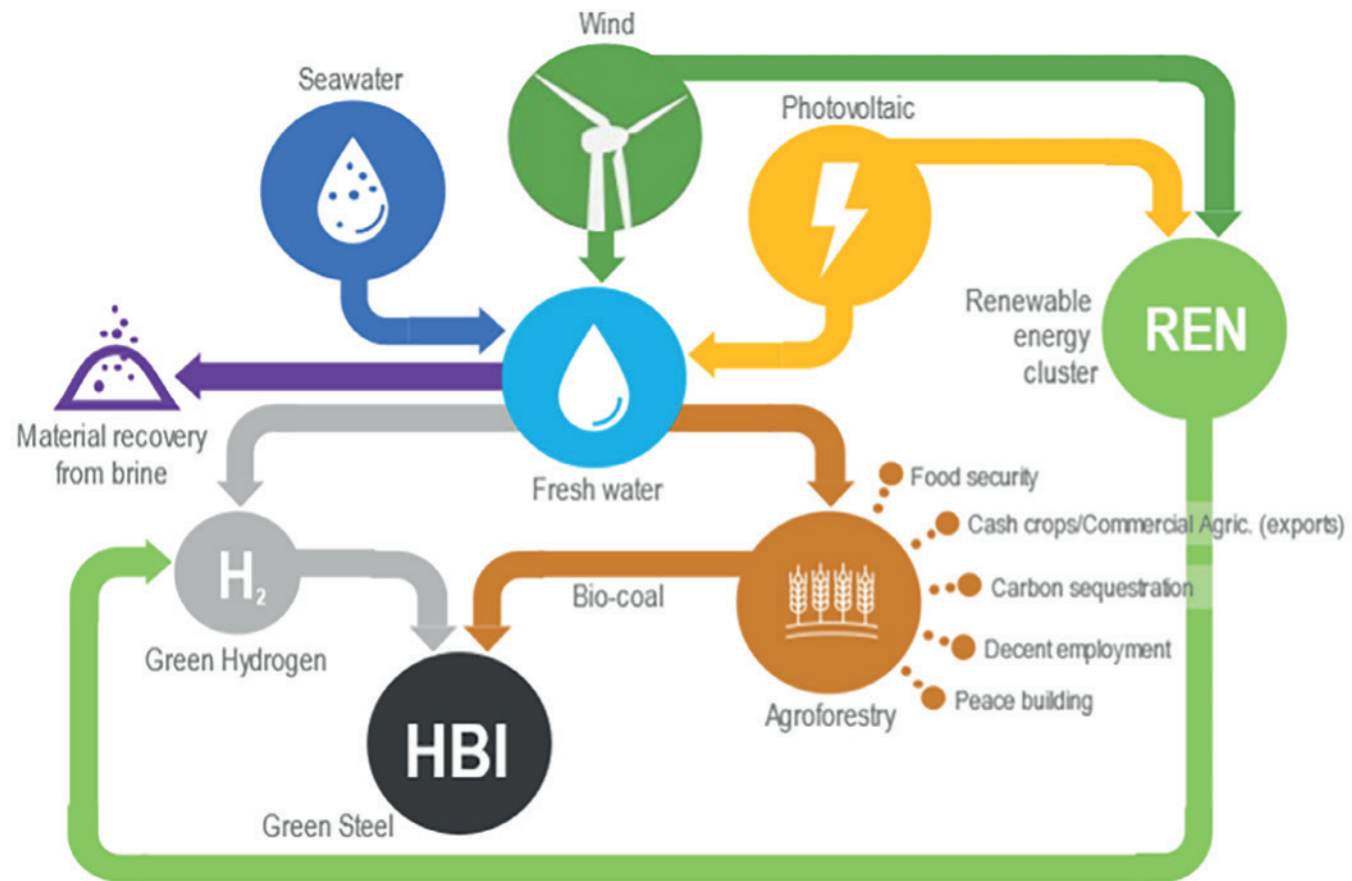 Wind
Seawater
Photovoltaic
Renewable
energy
cluster
REN
Material recovery
from brine
Fresh water
Food security
Cash crops/Commercial Agric. (exports)
H₂
Bio-coal
Carbon sequestration
Green Hydrogen
Decent employment
Peace building
Agroforestry
HBI
Green Steel